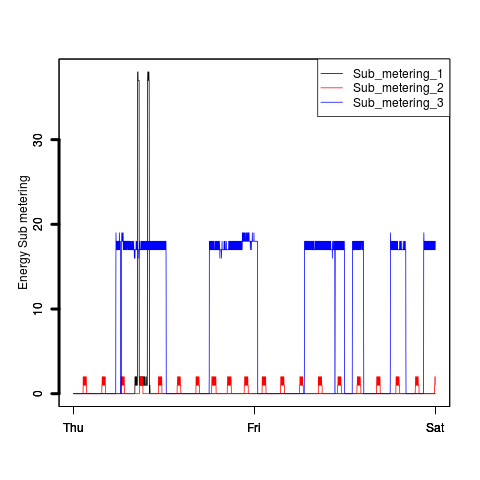 Sub_metering_1
Sub_metering_2
Sub_metering_3
Energy Sub metering
30
20
10
0
Thu Fri Sat